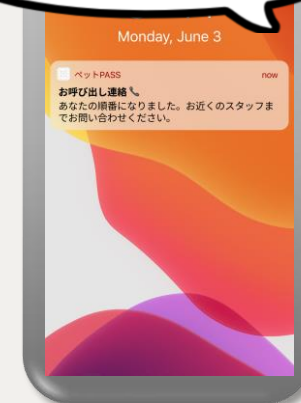 Monday, June 3
ペットPASS
now
お呼び出し連絡📞
あなたの順番になりました。お近くのスタッフま
でお問い合わせください。